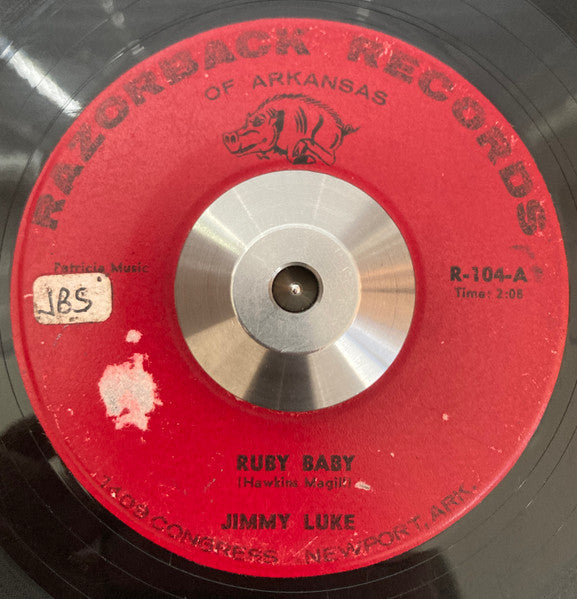 RAZORBACK RECORDS
OF ARKANSAS
Patricia Music
JBS
R-104-A
Time: 2:08
RUBY BABY
(Hawkins Magill)
JIMMY LUKE
1409 CONGRESS NEWPORT, ARK.